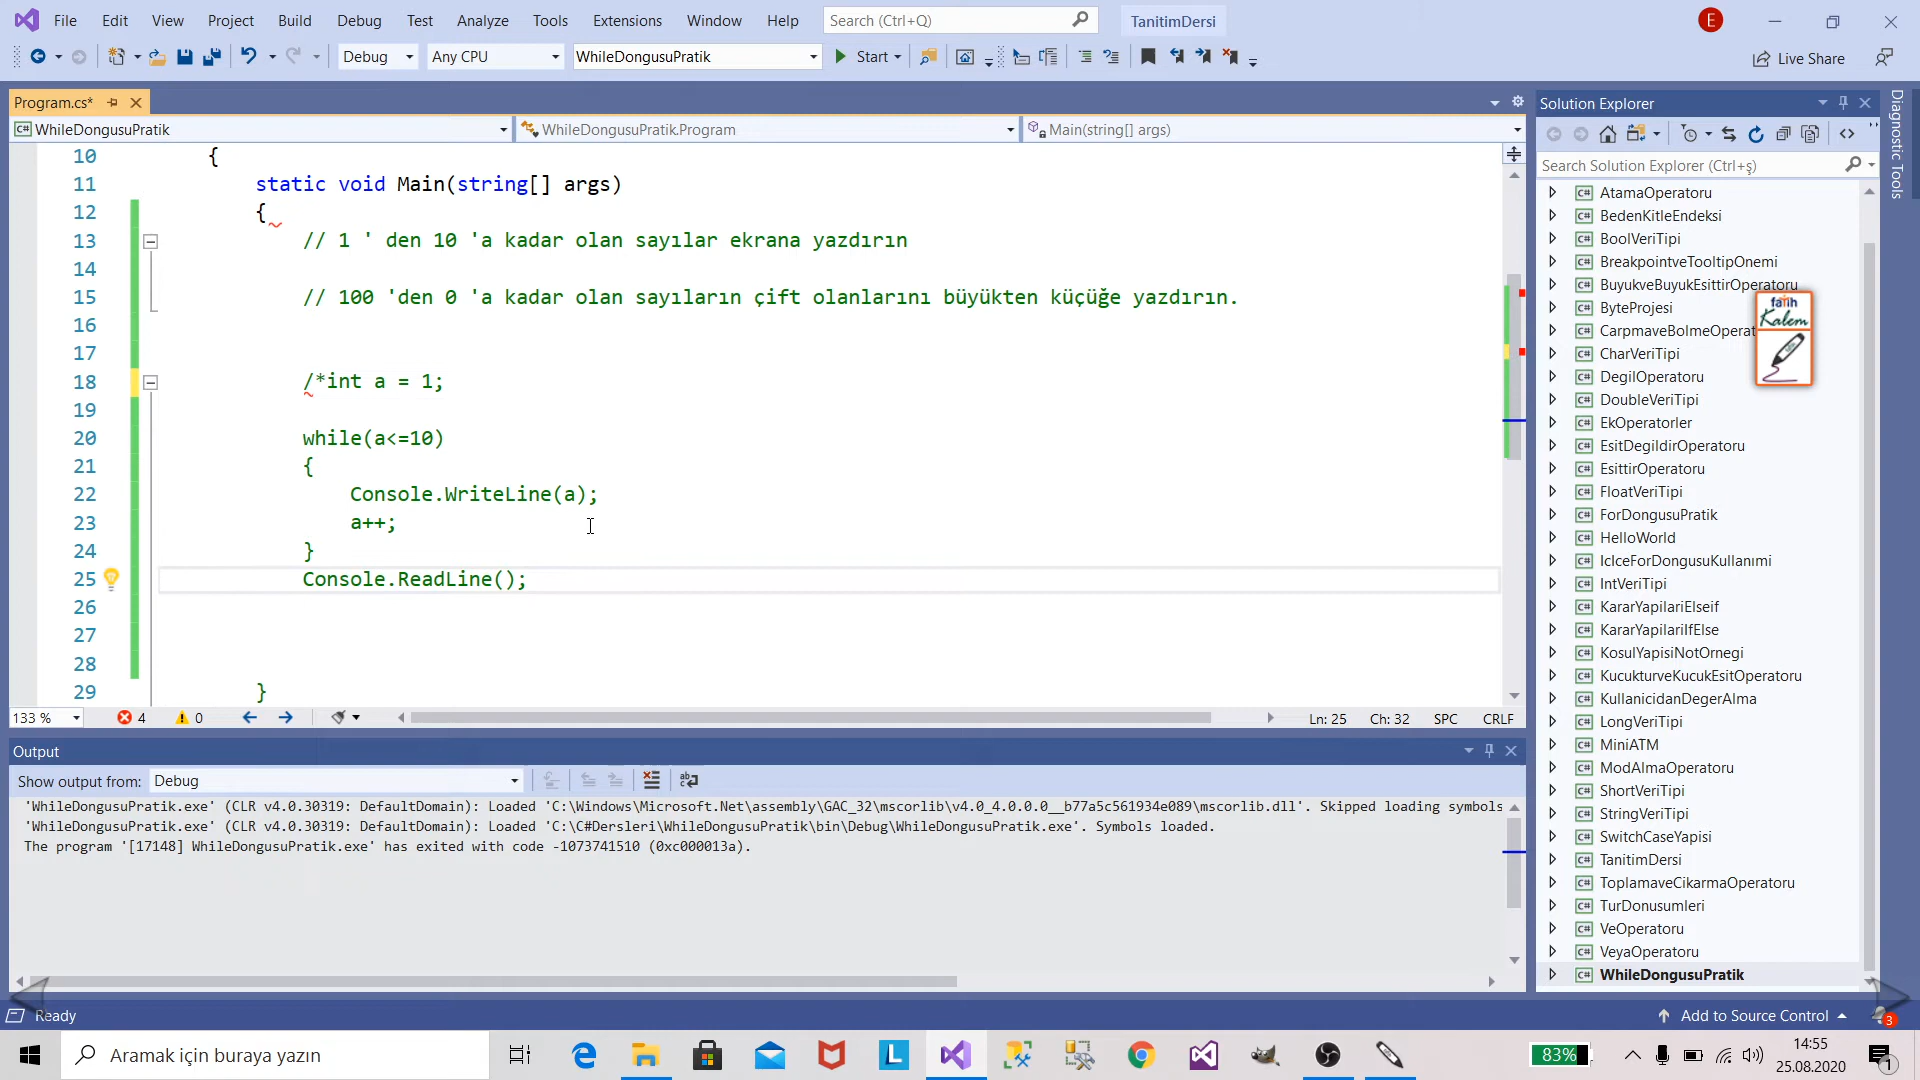 File Edit View Project Build Debug Test Analyze Tools Extensions Window Help Search (Ctrl+Q) TanitimDersi E
Debug Any CPU WhileDongusuPratik Start Live Share
Program.cs*
WhileDongusuPratik WhileDongusuPratik.Program Main(string[] args)
10 {
11 static void Main(string[] args)
12 {
13 // 1 ' den 10 'a kadar olan sayılar ekrana yazdırın
14
15 // 100 'den 0 'a kadar olan sayıların çift olanlarını büyükten küçüğe yazdırın.
16
17
18 /*int a = 1;
19
20 while(a<=10)
21 {
22 Console.WriteLine(a);
23 a++;
24 }
25 Console.ReadLine();
26
27
28
29 }
133 % 4 0 Ln: 25 Ch: 32 SPC CRLF
Output
Show output from: Debug
'WhileDongusuPratik.exe' (CLR v4.0.30319: DefaultDomain): Loaded 'C:\Windows\Microsoft.Net\assembly\GAC_32\mscorlib\v4.0_4.0.0.0__b77a5c561934e089\mscorlib.dll'. Skipped loading symbols
'WhileDongusuPratik.exe' (CLR v4.0.30319: DefaultDomain): Loaded 'C:\C#Dersleri\WhileDongusuPratik\bin\Debug\WhileDongusuPratik.exe'. Symbols loaded.
The program '[17148] WhileDongusuPratik.exe' has exited with code -1073741510 (0xc000013a).
Solution Explorer
Search Solution Explorer (Ctrl+ş)
C# AtamaOperatoru
C# BedenKitleEndeksi
C# BoolVeriTipi
C# BreakpointveTooltipOnemi
C# BuyukveBuyukEsittirOperatoru
C# ByteProjesi
C# CarpmaveBolmeOperat
C# CharVeriTipi
C# DegilOperatoru
C# DoubleVeriTipi
C# EkOperatorler
C# EsitDegildirOperatoru
C# EsittirOperatoru
C# FloatVeriTipi
C# ForDongusuPratik
C# HelloWorld
C# IcIceForDongusuKullanımı
C# IntVeriTipi
C# KararYapilariElseif
C# KararYapilariIfElse
C# KosulYapisiNotOrnegi
C# KucukturveKucukEsitOperatoru
C# KullanicidanDegerAlma
C# LongVeriTipi
C# MiniATM
C# ModAlmaOperatoru
C# ShortVeriTipi
C# StringVeriTipi
C# SwitchCaseYapisi
C# TanitimDersi
C# ToplamaveCikarmaOperatoru
C# TurDonusumleri
C# VeOperatoru
C# VeyaOperatoru
C# WhileDongusuPratik
fatih
Kalem
Diagnostic Tools
Ready Add to Source Control 3
Aramak için buraya yazın 83% 14:55
25.08.2020 1